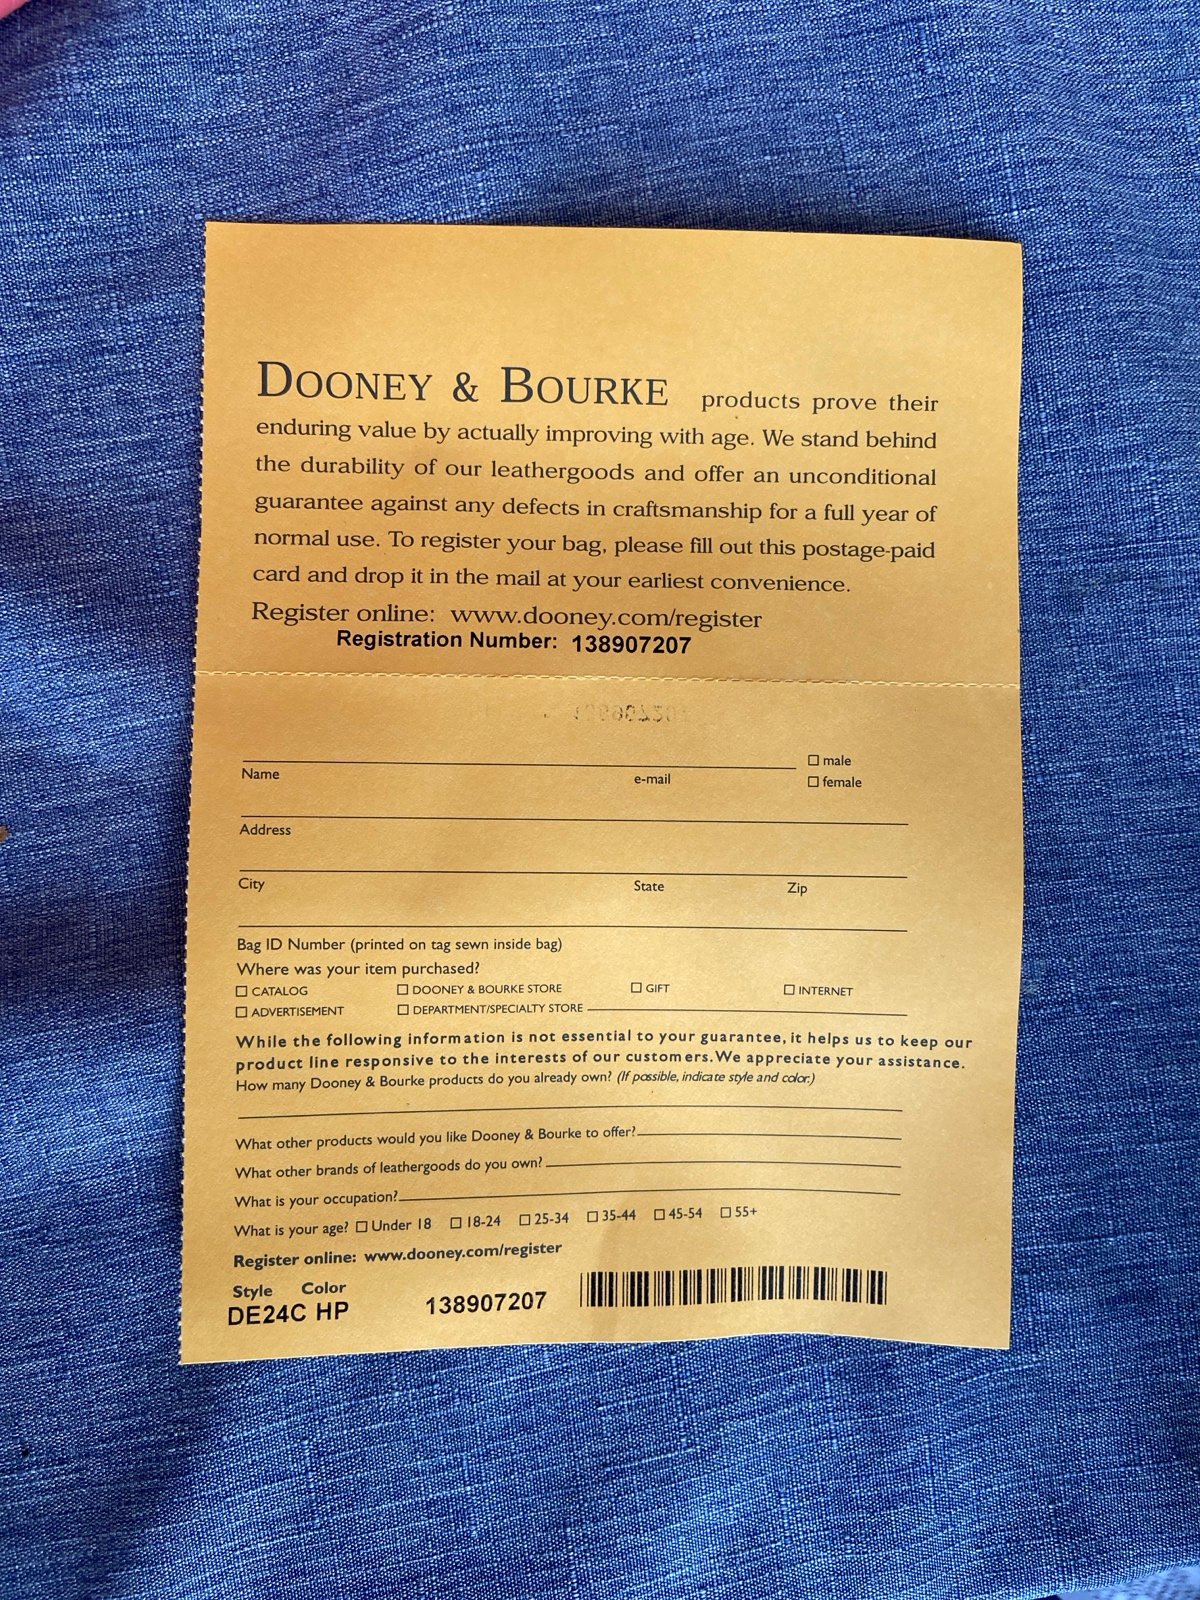 DOONEY & BOURKE products prove their
enduring value by actually improving with age. We stand behind
the durability of our leathergoods and offer an unconditional
guarantee against any defects in craftsmanship for a full year of
normal use. To register your bag, please fill out this postage-paid
card and drop it in the mail at your earliest convenience.
Register online: www.dooney.com/register
Registration Number: 138907207
male
Name e-mail female
Address
City State Zip
Bag ID Number (printed on tag sewn inside bag)
Where was your item purchased?
CATALOG DOONEY & BOURKE STORE GIFT INTERNET
ADVERTISEMENT DEPARTMENT/SPECIALTY STORE
While the following information is not essential to your guarantee, it helps us to keep our
product line responsive to the interests of our customers. We appreciate your assistance.
How many Dooney & Bourke products do you already own? (If possible, indicate style and color.)
What other products would you like Dooney & Bourke to offer?
What other brands of leathergoods do you own?
What is your occupation?
What is your age? Under 18 18-24 25-34 35-44 45-54 55+
Register online: www.dooney.com/register
Style Color
DE24C HP 138907207